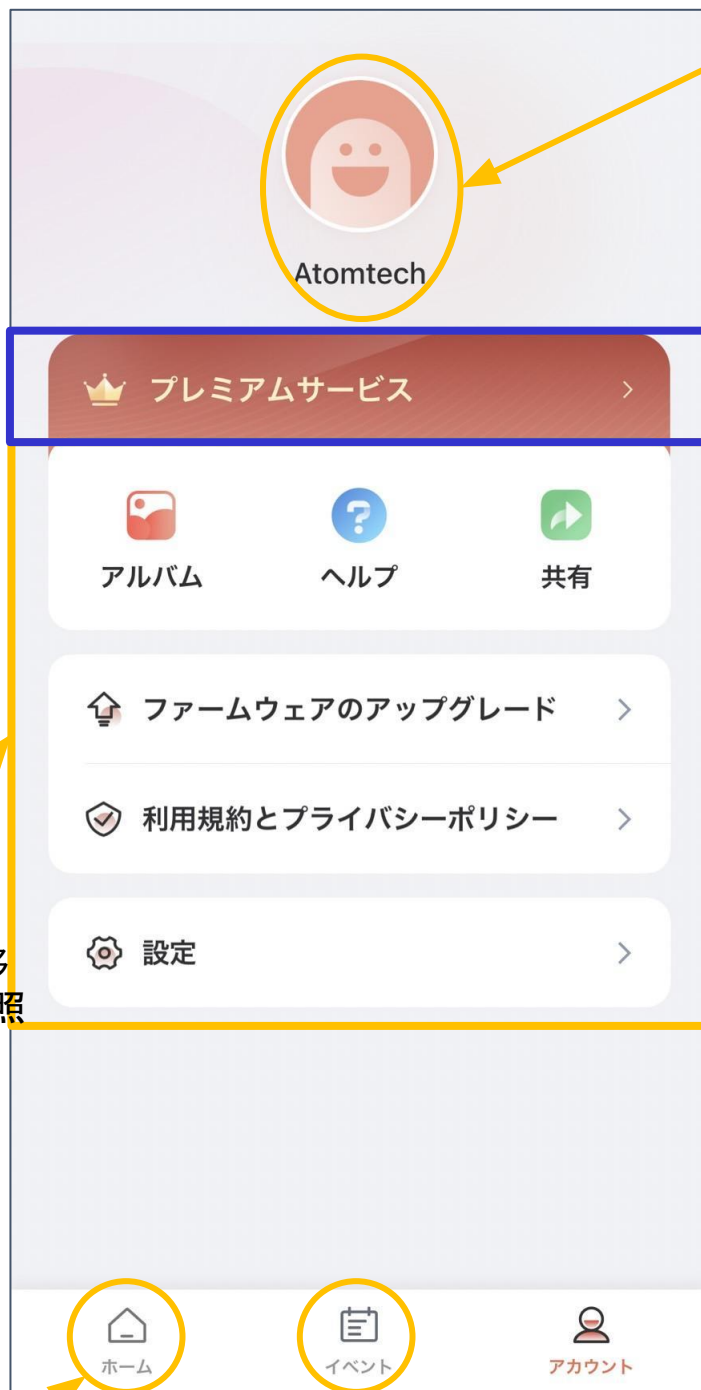 Atomtech
プレミアムサービス
アルバム
ヘルプ
共有
ファームウェアのアップグレード
利用規約とプライバシーポリシー
設定
照
ホーム
イベント
アカウント